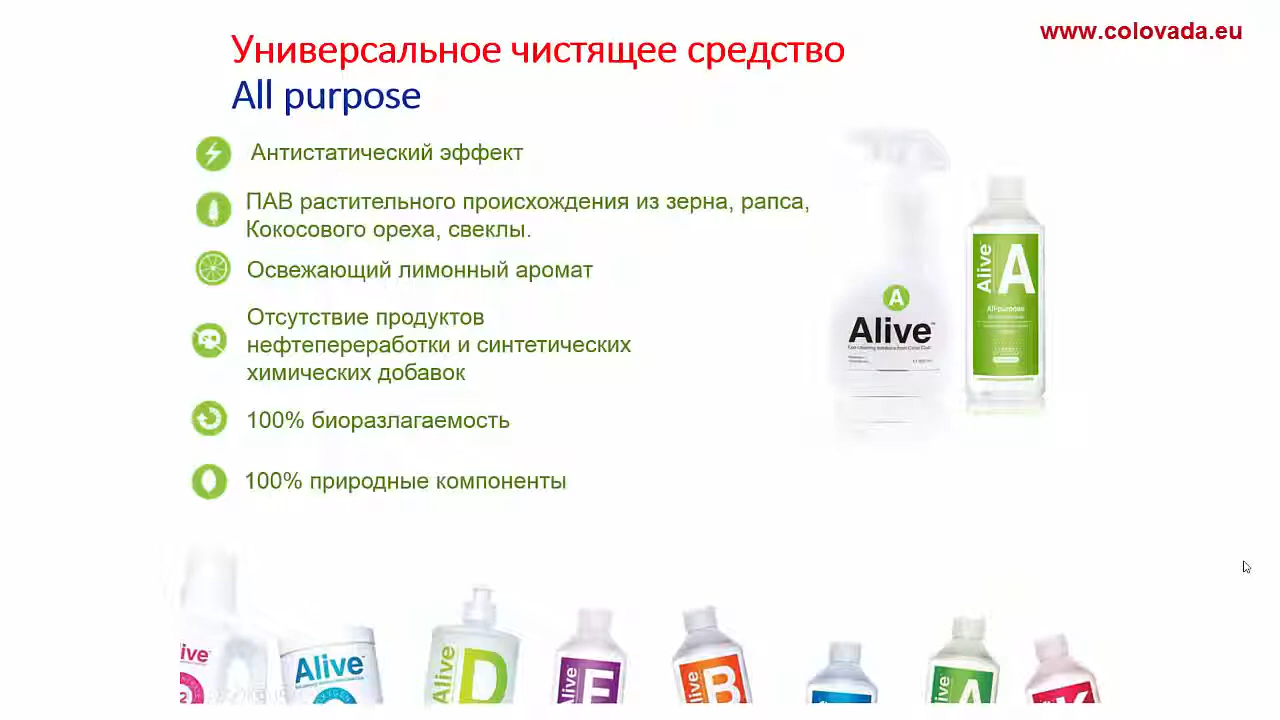 www.colovada.eu
Универсальное чистящее средство
All purpose
Антистатический эффект
ПАВ растительного происхождения из зерна, рапса,
Кокосового ореха, свеклы.
Освежающий лимонный аромат
Отсутствие продуктов
нефтепереработки и синтетических
химических добавок
100% биоразлагаемость
100% природные компоненты
A
Alive™
Alive
A
All-purpose
Alive
Alive
D
Alive
E
Alive
B
Alive
A